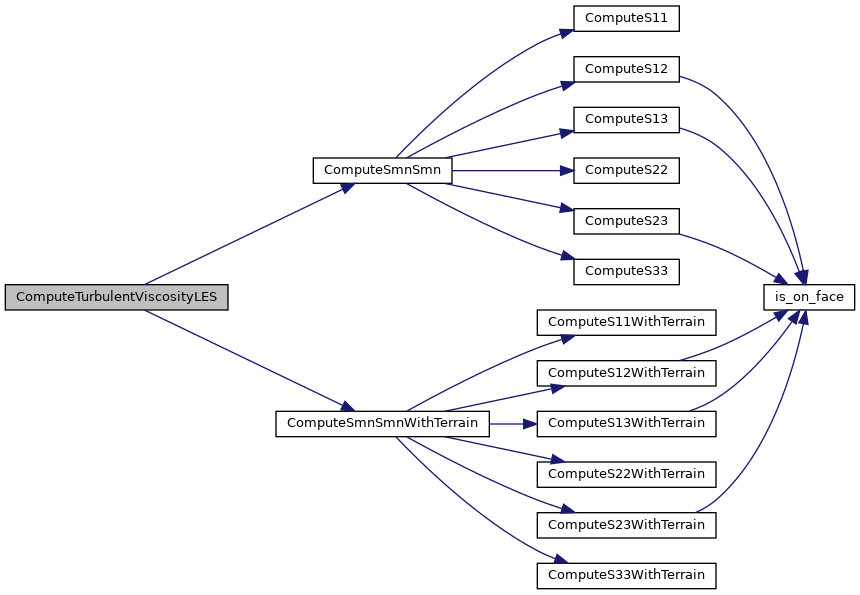 ComputeS11
ComputeS12
ComputeS13
ComputeSmnSmn
ComputeS22
ComputeS23
ComputeS33
ComputeTurbulentViscosityLES
is_on_face
ComputeS11WithTerrain
ComputeS12WithTerrain
ComputeSmnSmnWithTerrain
ComputeS13WithTerrain
ComputeS22WithTerrain
ComputeS23WithTerrain
ComputeS33WithTerrain